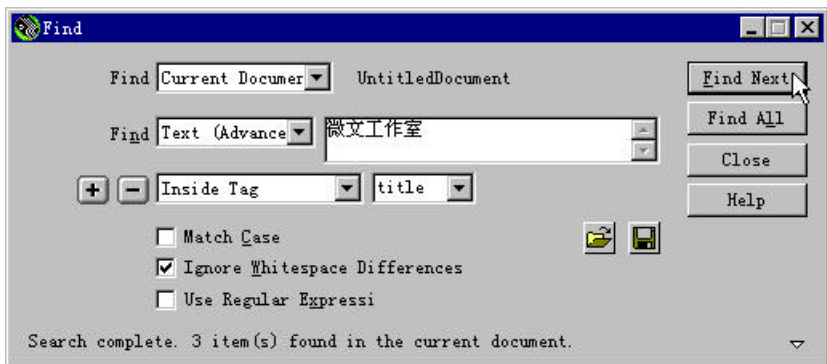 Find
Find Current Documer UntitledDocument Find Next
Find Text (Advance 微文工作室 Find All
Close
+ - Inside Tag title Help
Match Case
Ignore Whitespace Differences
Use Regular Expressi
Search complete. 3 item(s) found in the current document.